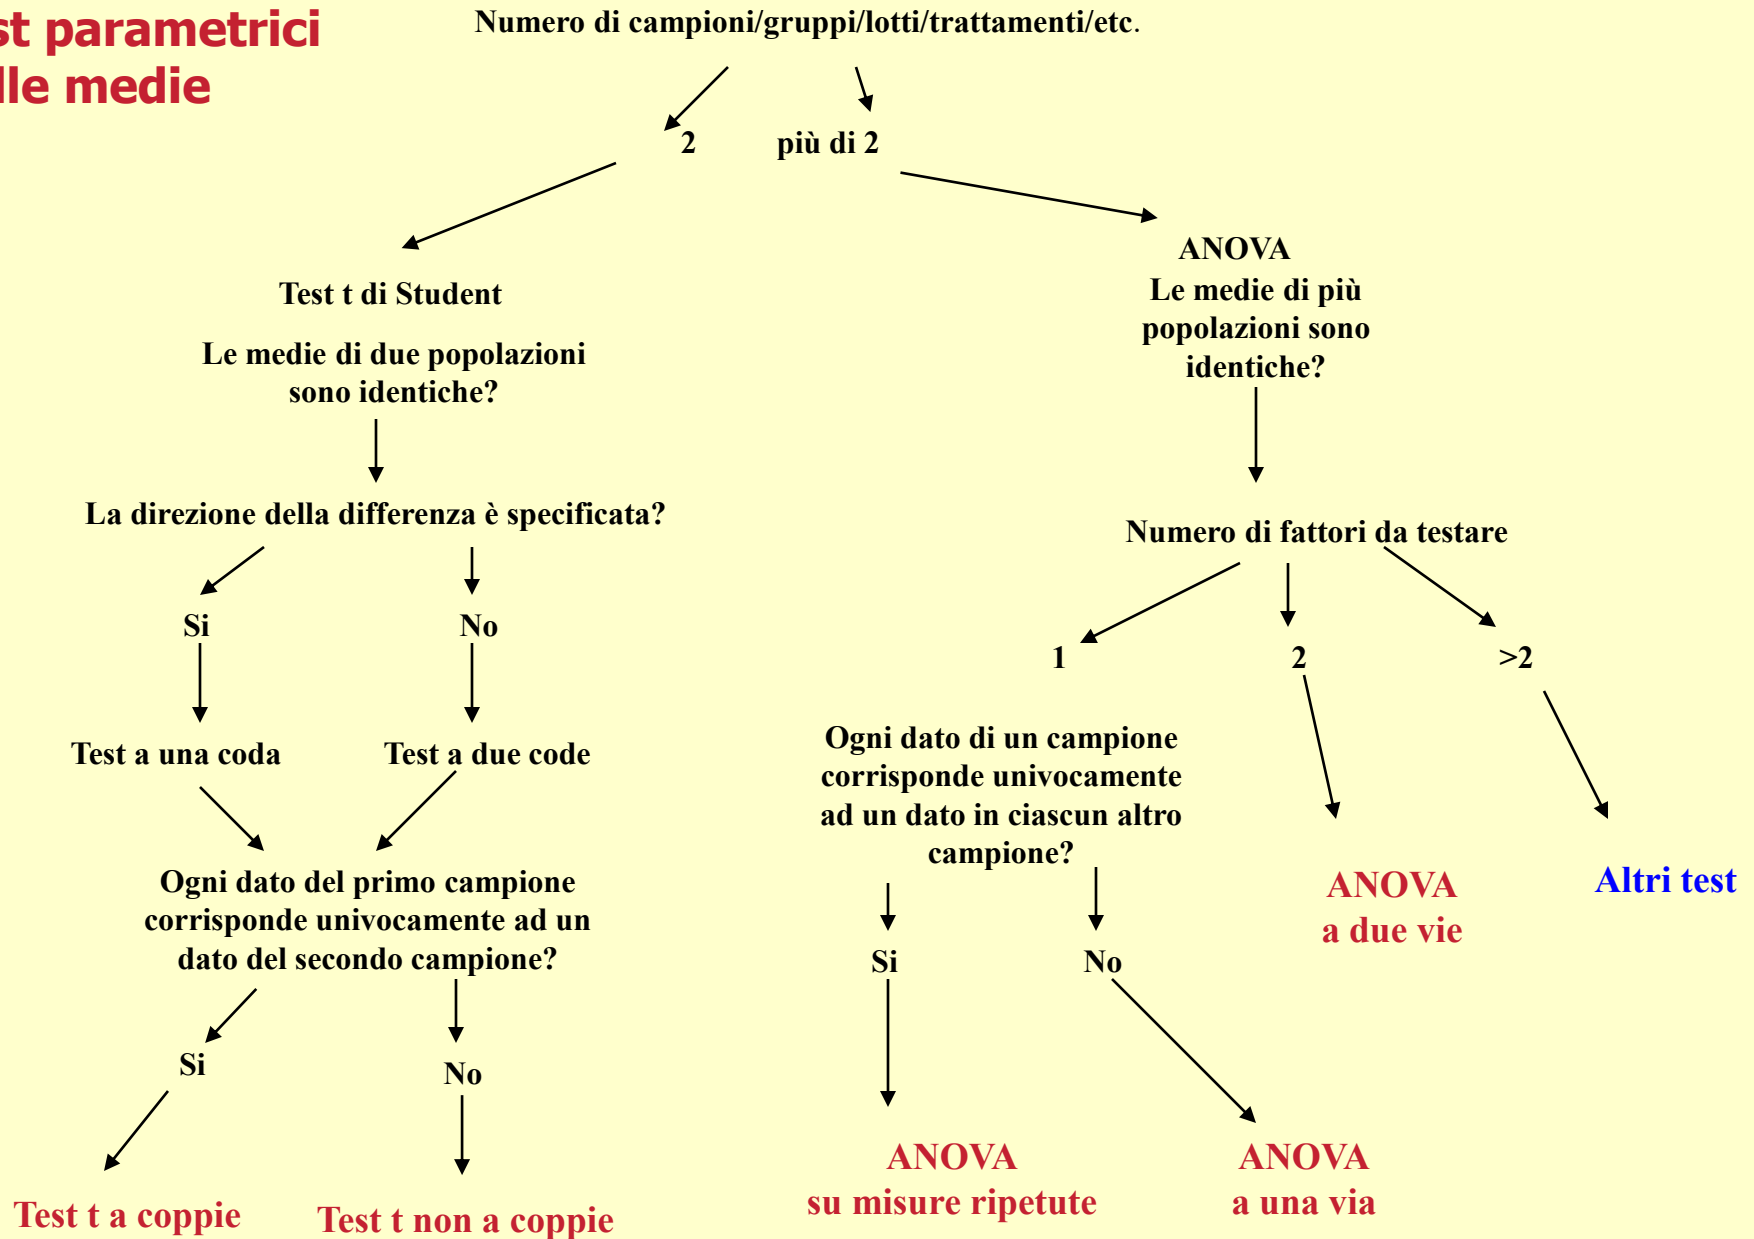 st parametrici
lle medie
Numero di campioni/gruppi/lotti/trattamenti/etc.
2
più di 2
Test t di Student
Le medie di due popolazioni
sono identiche?
La direzione della differenza è specificata?
Si
No
Test a una coda
Test a due code
Ogni dato del primo campione
corrisponde univocamente ad un
dato del secondo campione?
Si
No
Test t a coppie
Test t non a coppie
ANOVA
Le medie di più
popolazioni sono
identiche?
Numero di fattori da testare
1
2
>2
Ogni dato di un campione
corrisponde univocamente
ad un dato in ciascun altro
campione?
Si
No
ANOVA
su misure ripetute
ANOVA
a una via
ANOVA
a due vie
Altri test